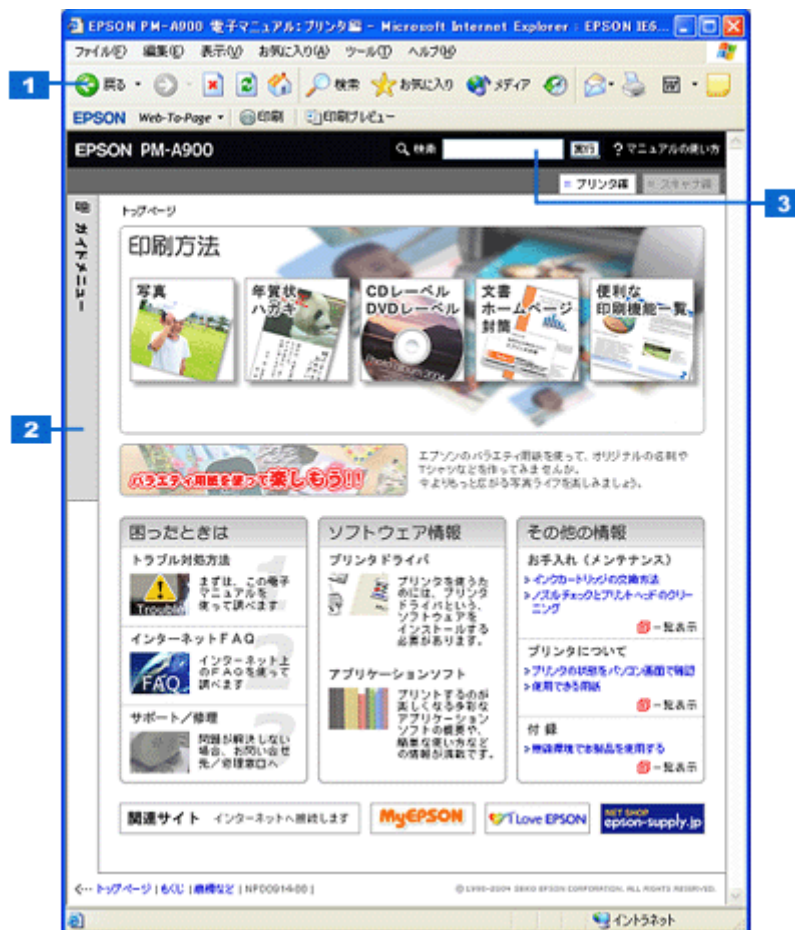 EPSON PM-A900 電子マニュアル:プリンタ編 - Microsoft Internet Explorer : EPSON IE6...
ファイル(F) 編集(E) 表示(V) お気に入り(A) ツール(T) ヘルプ(H)
1
戻る 検索 お気に入り メディア
EPSON Web-To-Page 印刷 印刷プレビュー
EPSON PM-A900 検索 実行 ? マニュアルの使い方
プリンタ編 スキャナ編
3
ガイドメニュー
トップページ
印刷方法
写真
年賀状
ハガキ
CDレーベル
DVDレーベル
文書
ホームページ
封筒
便利な
印刷機能一覧
2
バラエティ用紙を使って楽しもう!!
エプソンのバラエティ用紙を使って、オリジナルの名刺や
Tシャツなどを作ってみませんか。
今よりもっと広がる写真ライフを楽しみましょう。
困ったときは
トラブル対処方法
Trouble
まずは、この電子
マニュアルを
使って調べます
1
インターネットFAQ
FAQ
インターネット上
のFAQを使って
調べます
2
サポート/修理
問題が解決しない
場合、お問い合せ
先/修理窓口へ
3
ソフトウェア情報
プリンタドライバ
プリンタを使うた
めには、プリンタ
ドライバという、
ソフトウェアを
インストールする
必要があります。
アプリケーションソフト
プリントするのが
楽しくなる多彩な
アプリケーション
ソフトの概要や、
簡単な使い方など
の情報が満載です。
その他の情報
お手入れ(メンテナンス)
インクカートリッジの交換方法
ノズルチェックとプリントヘッドのクリー
ニング
一覧表示
プリンタについて
プリンタの状態をパソコン画面で確認
使用できる用紙
一覧表示
付録
無線環境で本製品を使用する
一覧表示
関連サイト インターネットへ接続します
MyEPSON
I Love EPSON
NET SHOP
epson-supply.jp
トップページ | もくじ | 商標など | NPD0914-00 |
© 1998-2004 SEIKO EPSON CORPORATION. ALL RIGHTS RESERVED.
イントラネット